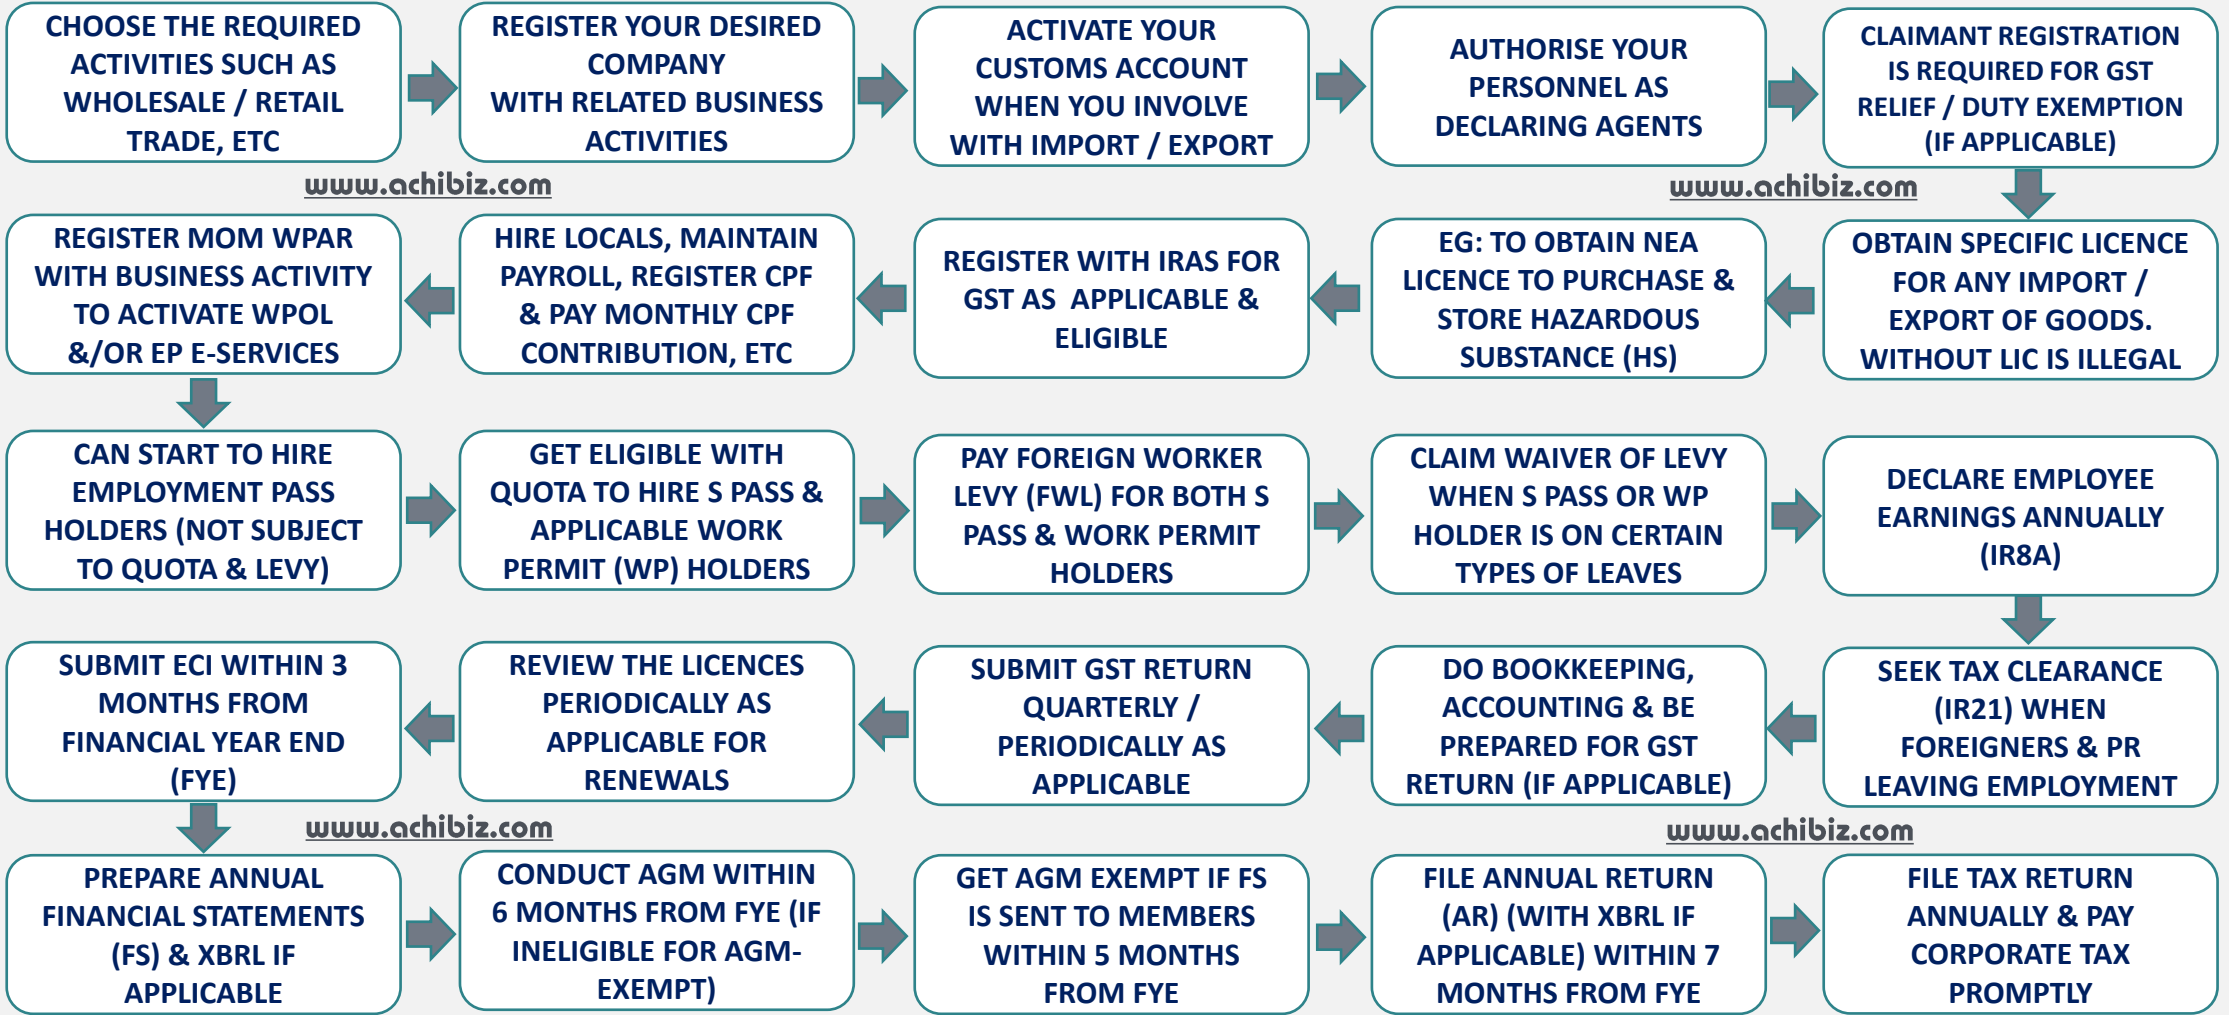 CHOOSE THE REQUIRED
ACTIVITIES SUCH AS
WHOLESALE / RETAIL
TRADE, ETC
REGISTER YOUR DESIRED
COMPANY
WITH RELATED BUSINESS
ACTIVITIES
ACTIVATE YOUR
CUSTOMS ACCOUNT
WHEN YOU INVOLVE
WITH IMPORT / EXPORT
AUTHORISE YOUR
PERSONNEL AS
DECLARING AGENTS
CLAIMANT REGISTRATION
IS REQUIRED FOR GST
RELIEF / DUTY EXEMPTION
(IF APPLICABLE)
www.achibiz.com
www.achibiz.com
OBTAIN SPECIFIC LICENCE
FOR ANY IMPORT /
EXPORT OF GOODS.
WITHOUT LIC IS ILLEGAL
EG: TO OBTAIN NEA
LICENCE TO PURCHASE &
STORE HAZARDOUS
SUBSTANCE (HS)
REGISTER WITH IRAS FOR
GST AS APPLICABLE &
ELIGIBLE
HIRE LOCALS, MAINTAIN
PAYROLL, REGISTER CPF
& PAY MONTHLY CPF
CONTRIBUTION, ETC
REGISTER MOM WPAR
WITH BUSINESS ACTIVITY
TO ACTIVATE WPOL
&/OR EP E-SERVICES
CAN START TO HIRE
EMPLOYMENT PASS
HOLDERS (NOT SUBJECT
TO QUOTA & LEVY)
GET ELIGIBLE WITH
QUOTA TO HIRE S PASS &
APPLICABLE WORK
PERMIT (WP) HOLDERS
PAY FOREIGN WORKER
LEVY (FWL) FOR BOTH S
PASS & WORK PERMIT
HOLDERS
CLAIM WAIVER OF LEVY
WHEN S PASS OR WP
HOLDER IS ON CERTAIN
TYPES OF LEAVES
DECLARE EMPLOYEE
EARNINGS ANNUALLY
(IR8A)
SEEK TAX CLEARANCE
(IR21) WHEN
FOREIGNERS & PR
LEAVING EMPLOYMENT
DO BOOKKEEPING,
ACCOUNTING & BE
PREPARED FOR GST
RETURN (IF APPLICABLE)
SUBMIT GST RETURN
QUARTERLY /
PERIODICALLY AS
APPLICABLE
REVIEW THE LICENCES
PERIODICALLY AS
APPLICABLE FOR
RENEWALS
SUBMIT ECI WITHIN 3
MONTHS FROM
FINANCIAL YEAR END
(FYE)
www.achibiz.com
www.achibiz.com
PREPARE ANNUAL
FINANCIAL STATEMENTS
(FS) & XBRL IF
APPLICABLE
CONDUCT AGM WITHIN
6 MONTHS FROM FYE (IF
INELIGIBLE FOR AGM-
EXEMPT)
GET AGM EXEMPT IF FS
IS SENT TO MEMBERS
WITHIN 5 MONTHS
FROM FYE
FILE ANNUAL RETURN
(AR) (WITH XBRL IF
APPLICABLE) WITHIN 7
MONTHS FROM FYE
FILE TAX RETURN
ANNUALLY & PAY
CORPORATE TAX
PROMPTLY